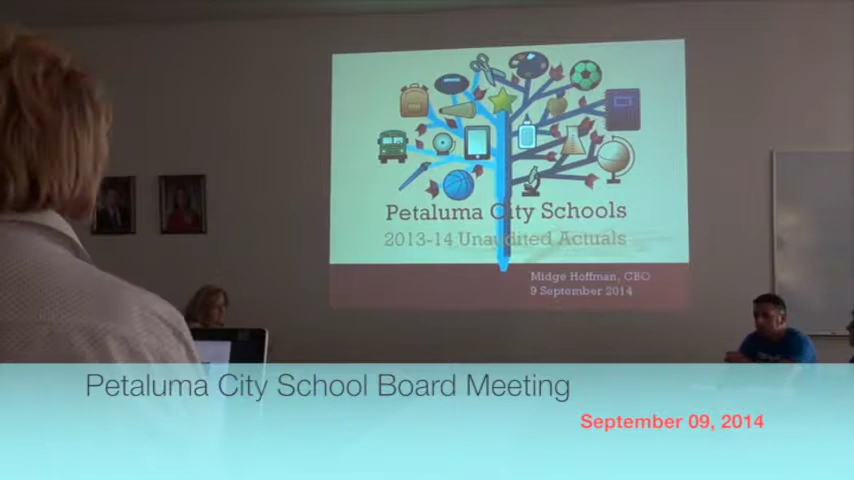 Petaluma City Schools
2013-14 Unaudited Actuals
Midge Hoffman, CBO
9 September 2014
Petaluma City School Board Meeting
September 09, 2014